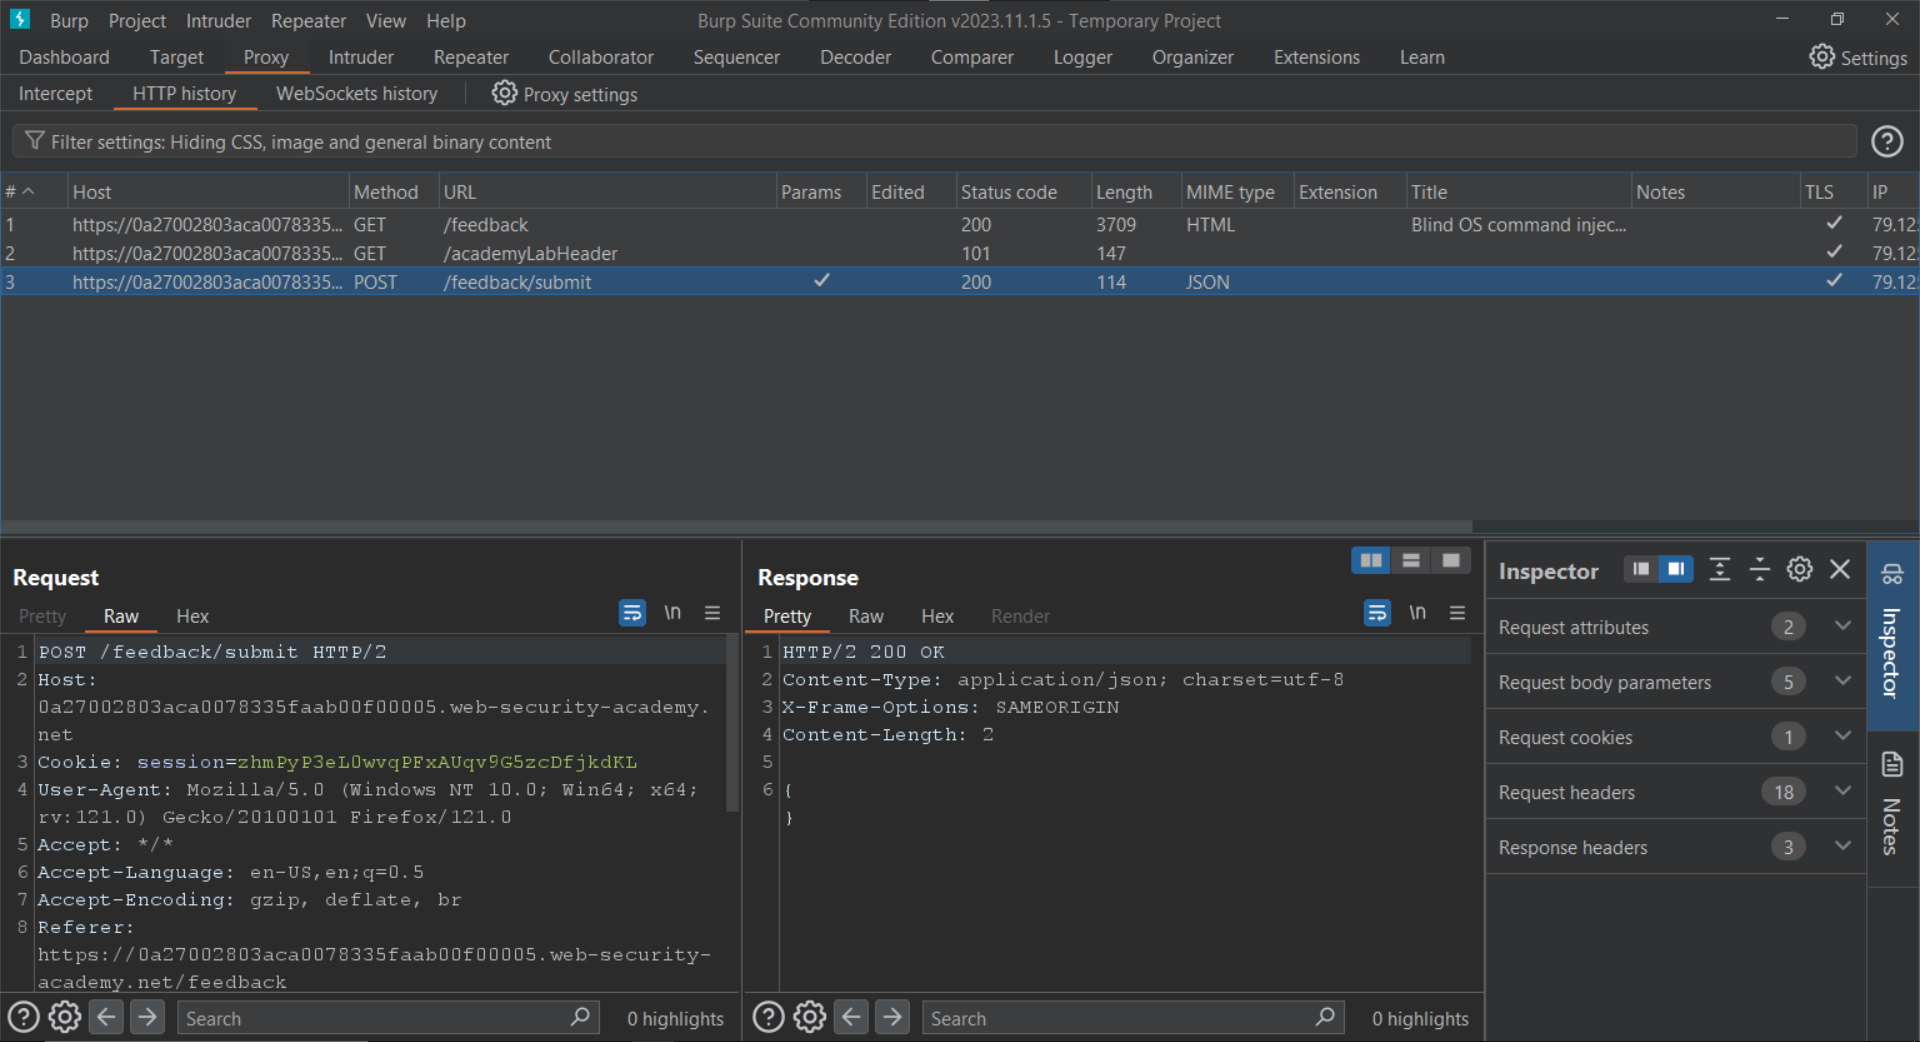 Burp Project Intruder Repeater View Help Burp Suite Community Edition v2023.11.1.5 - Temporary Project
Dashboard Target Proxy Intruder Repeater Collaborator Sequencer Decoder Comparer Logger Organizer Extensions Learn Settings
Intercept HTTP history WebSockets history Proxy settings
Filter settings: Hiding CSS, image and general binary content
# Host Method URL Params Edited Status code Length MIME type Extension Title Notes TLS IP
1 https://0a27002803aca0078335... GET /feedback 200 3709 HTML Blind OS command injec... ✓ 79.12
2 https://0a27002803aca0078335... GET /academyLabHeader 101 147 ✓ 79.12
3 https://0a27002803aca0078335... POST /feedback/submit ✓ 200 114 JSON ✓ 79.12
Request
Pretty Raw Hex \n
1 POST /feedback/submit HTTP/2
2 Host:
0a27002803aca0078335faab00f00005.web-security-academy.
net
3 Cookie: session=zhmPyP3eL0wvqPFxAUqv9G5zcDfjkdKL
4 User-Agent: Mozilla/5.0 (Windows NT 10.0; Win64; x64;
rv:121.0) Gecko/20100101 Firefox/121.0
5 Accept: */*
6 Accept-Language: en-US,en;q=0.5
7 Accept-Encoding: gzip, deflate, br
8 Referer:
https://0a27002803aca0078335faab00f00005.web-security-
academy.net/feedback
Search 0 highlights
Response
Pretty Raw Hex Render \n
1 HTTP/2 200 OK
2 Content-Type: application/json; charset=utf-8
3 X-Frame-Options: SAMEORIGIN
4 Content-Length: 2
5
6 {
}
Search 0 highlights
Inspector
Request attributes 2
Request body parameters 5
Request cookies 1
Request headers 18
Response headers 3
Inspector
Notes